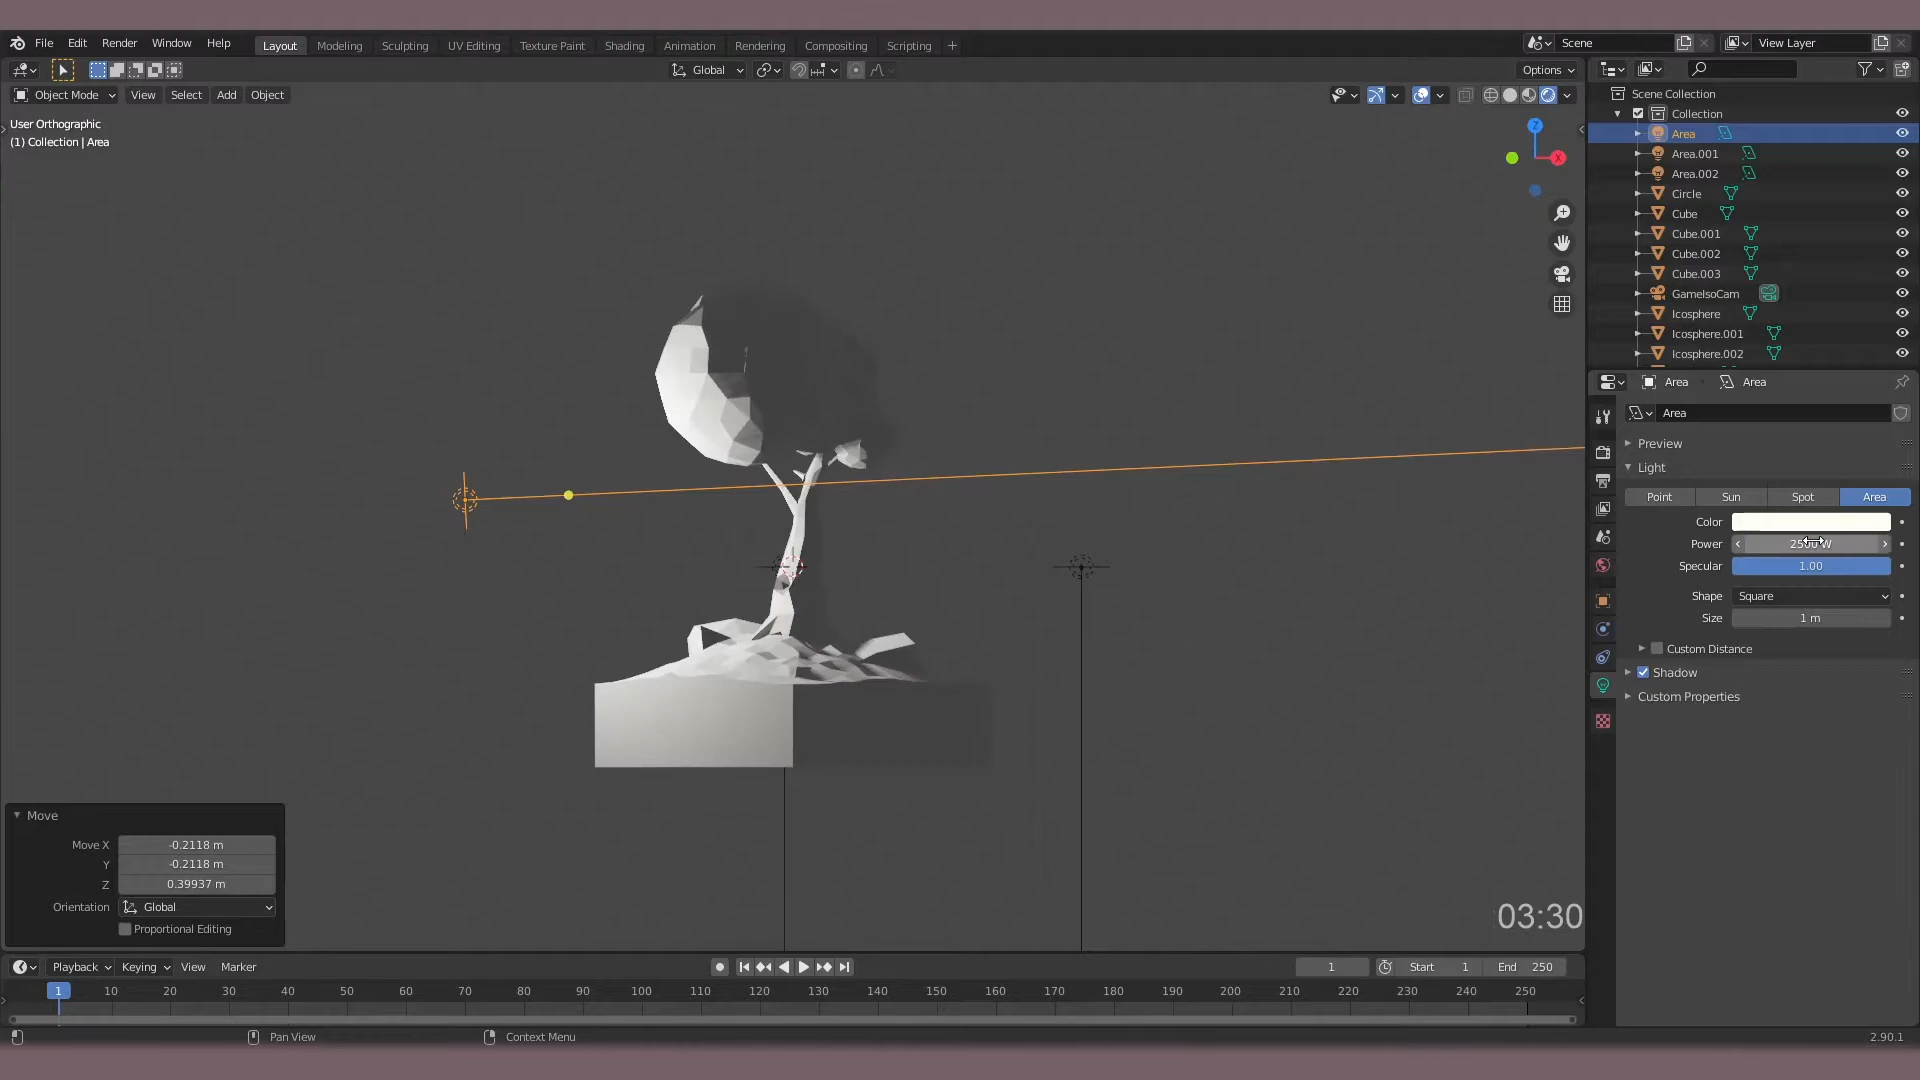 File Edit Render Window Help
Layout Modeling Sculpting UV Editing Texture Paint Shading Animation Rendering Compositing Scripting +
Scene
View Layer
Global
Options
Object Mode View Select Add Object
User Orthographic
(1) Collection | Area
Z
X
Scene Collection
Collection
Area
Area.001
Area.002
Circle
Cube
Cube.001
Cube.002
Cube.003
GameIsoCam
Icosphere
Icosphere.001
Icosphere.002
Area Area
Area
Preview
Light
Point Sun Spot Area
Color
Power 2500 W
Specular 1.00
Shape Square
Size 1 m
Custom Distance
Shadow
Custom Properties
Move
Move X -0.2118 m
Y -0.2118 m
Z 0.39937 m
Orientation Global
Proportional Editing
03:30
Playback Keying View Marker
1 Start 1 End 250
1 10 20 30 40 50 60 70 80 90 100 110 120 130 140 150 160 170 180 190 200 210 220 230 240 250
Pan View Context Menu 2.90.1